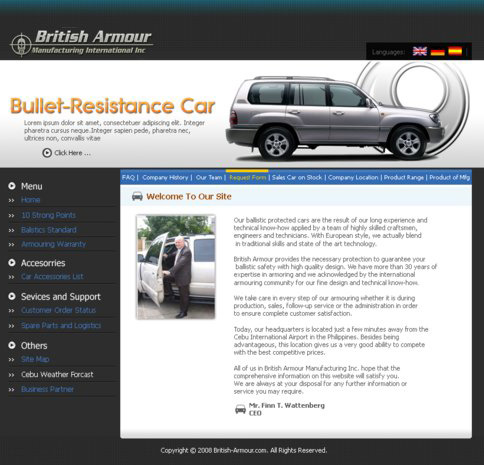 British Armour
Manufacturing International Inc
Languages:
Bullet-Resistance Car
Lorem ipsum dolor sit amet, consectetuer adipiscing elit. Integer
pharetra cursus neque.Integer sapien pede, pharetra nec,
ultrices non, convallis vitae
Click Here ...
FAQ | Company History | Our Team | Request Form | Sales Car on Stock | Company Location | Product Range | Product of Mfg
Menu
>> Home
>> 10 Strong Points
>> Balistics Standard
>> Armouring Warranty
Accesorries
>> Car Accessories List
Sevices and Support
>> Customer Order Status
>> Spare Parts and Logistics
Others
>> Site Map
>> Cebu Weather Forcast
>> Business Partner
Welcome To Our Site
Our ballistic protected cars are the result of our long experience and
technical know-how applied by a team of highly skilled craftsmen,
engineers and technicians. With European style, we actually blend
in traditional skills and state of the art technology.
British Armour provides the necessary protection to guarantee your
ballistic safety with high quality design. We have more than 30 years of
expertise in armoring and we acknowledged by the international
armouring community for our fine design and technical know-how.
We take care in every step of our armouring whether it is during
production, sales, follow-up service or the administration in order
to ensure complete customer satisfaction.
Today, our headquarters is located just a few minutes away from the
Cebu International Airport in the Philippines. Besides being
advantageous, this location gives us a very good ability to compete
with the best competitive prices.
All of us in British Armour Manufacturing Inc. hope that the
comprehensive information on this website will satisfy you.
We are always at your disposal for any further information or
service you may require.
Mr. Finn T. Wattenberg
CEO
Copyright © 2008 British-Armour.com. All Rights Reserved.